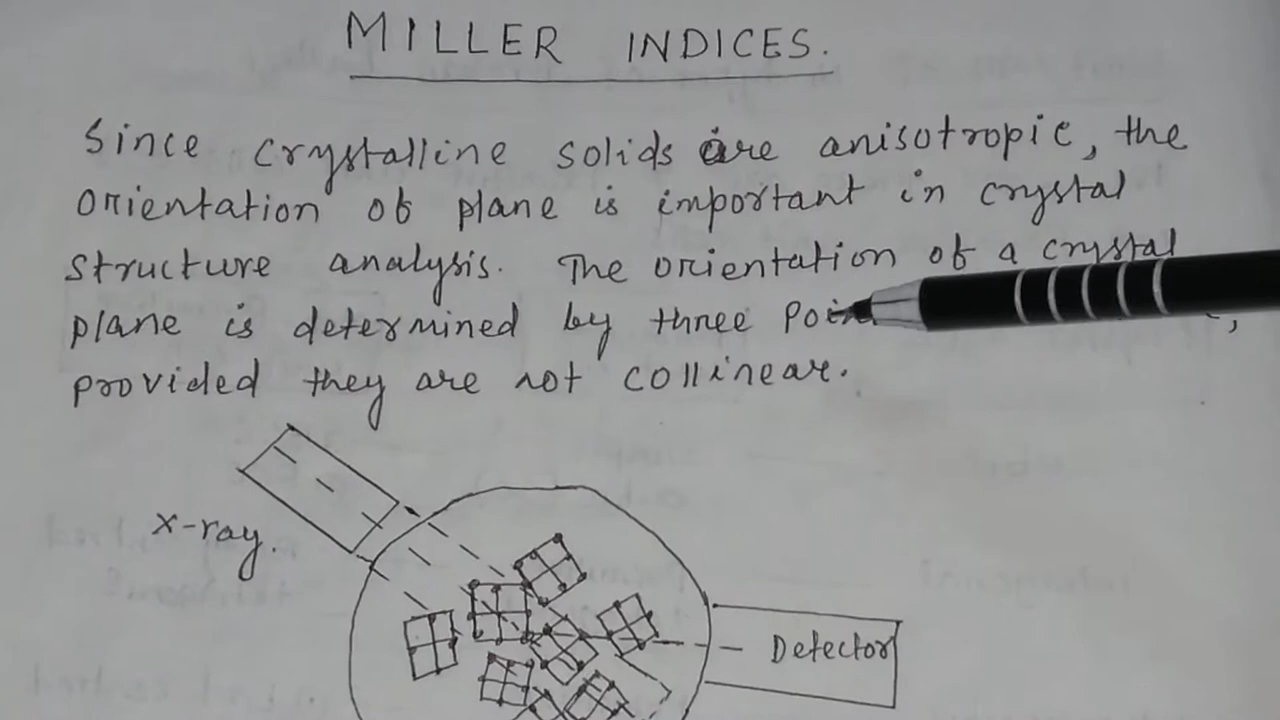 MILLER INDICES.
Since crystalline solids are anisotropic, the
orientation of plane is important in crystal
structure analysis. The orientation of a crystal
plane is determined by three
provided they are not collinear.
x-ray.
Detector